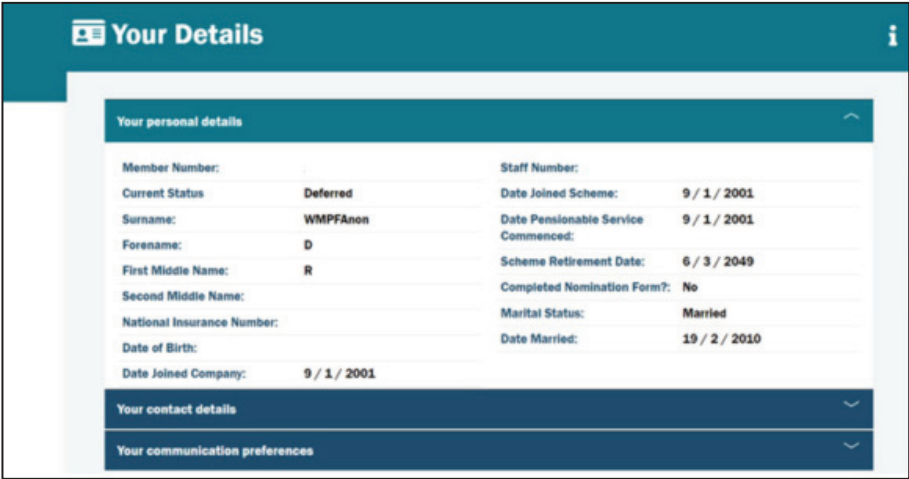 Your Details
Your personal details
Member Number:
Current Status Deferred
Surname: WMPFAnon
Forename: D
First Middle Name: R
Second Middle Name:
National Insurance Number:
Date of Birth:
Date Joined Company: 9 / 1 / 2001
Staff Number:
Date Joined Scheme: 9 / 1 / 2001
Date Pensionable Service 9 / 1 / 2001
Commenced:
Scheme Retirement Date: 6 / 3 / 2049
Completed Nomination Form?: No
Marital Status: Married
Date Married: 19 / 2 / 2010
Your contact details
Your communication preferences